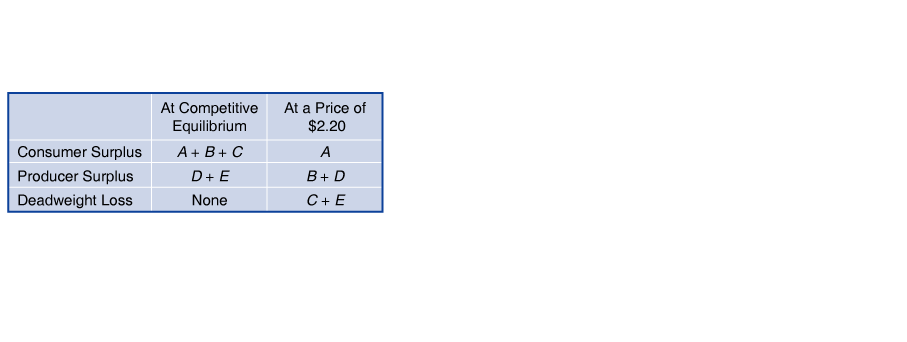 At Competitive Equilibrium At a Price of $2.20
Consumer Surplus A + B + C A
Producer Surplus D + E B + D
Deadweight Loss None C + E